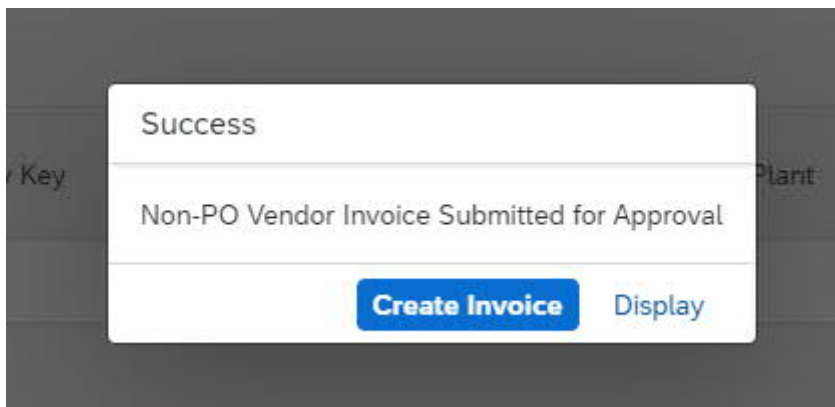 Success
Key
Plant
Non-PO Vendor Invoice Submitted for Approval
Create Invoice
Display